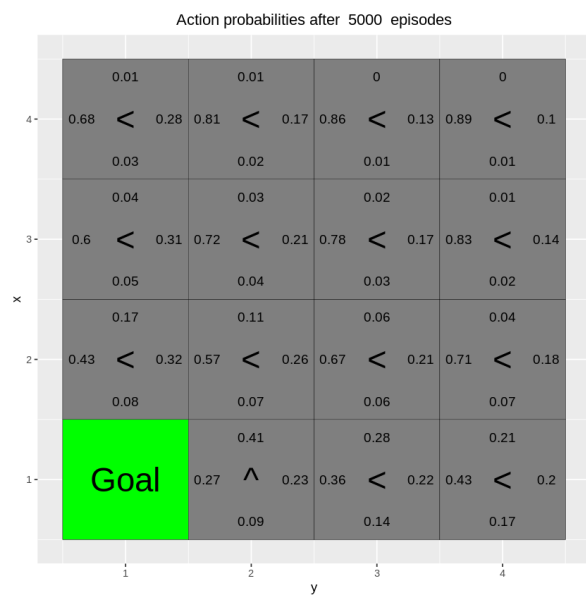 Action probabilities after 5000 episodes
0.01 0.01 0 0
4 0.68 < 0.28 0.81 < 0.17 0.86 < 0.13 0.89 < 0.1
0.03 0.02 0.01 0.01
0.04 0.03 0.02 0.01
3 0.6 < 0.31 0.72 < 0.21 0.78 < 0.17 0.83 < 0.14
0.05 0.04 0.03 0.02
x
0.17 0.11 0.06 0.04
2 0.43 < 0.32 0.57 < 0.26 0.67 < 0.21 0.71 < 0.18
0.08 0.07 0.06 0.07
0.41 0.28 0.21
1 Goal 0.27 ^ 0.23 0.36 < 0.22 0.43 < 0.2
0.09 0.14 0.17
1 2 3 4
y